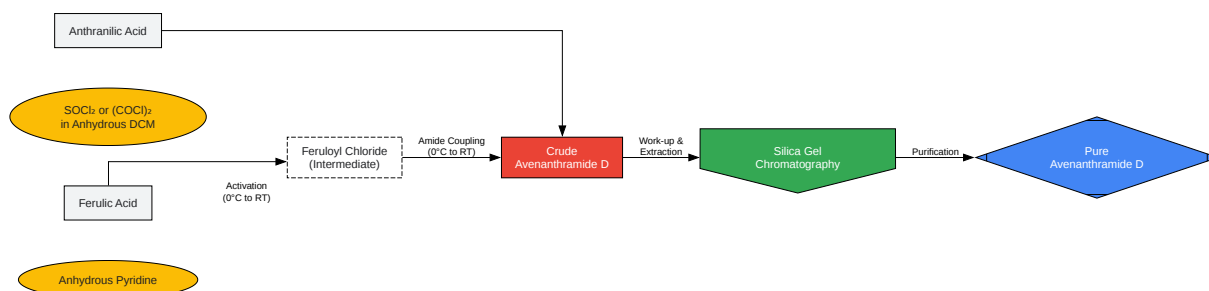 Anthranilic Acid
SOCl₂ or (COCl)₂
in Anhydrous DCM
Ferulic Acid
Anhydrous Pyridine
Activation
(0°C to RT)
Feruloyl Chloride
(Intermediate)
Amide Coupling
(0°C to RT)
Crude
Avenanthramide D
Work-up &
Extraction
Silica Gel
Chromatography
Purification
Pure
Avenanthramide D